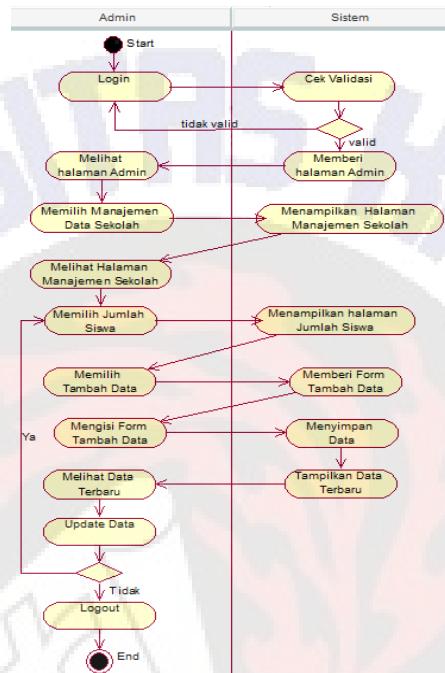 Admin
Sistem
Start
Login
Cek Validasi
tidak valid
valid
Melihat
halaman Admin
Memberi
halaman Admin
Memilih Manajemen
Data Sekolah
Menampilkan Halaman
Manajemen Sekolah
Melihat Halaman
Manajemen Sekolah
Memilih Jumlah
Siswa
Menampilkan halaman
Jumlah Siswa
Memilih
Tambah Data
Memberi Form
Tambah Data
Mengisi Form
Tambah Data
Menyimpan
Data
Ya
Melihat Data
Terbaru
Tampilkan Data
Terbaru
Update Data
Tidak
Logout
End